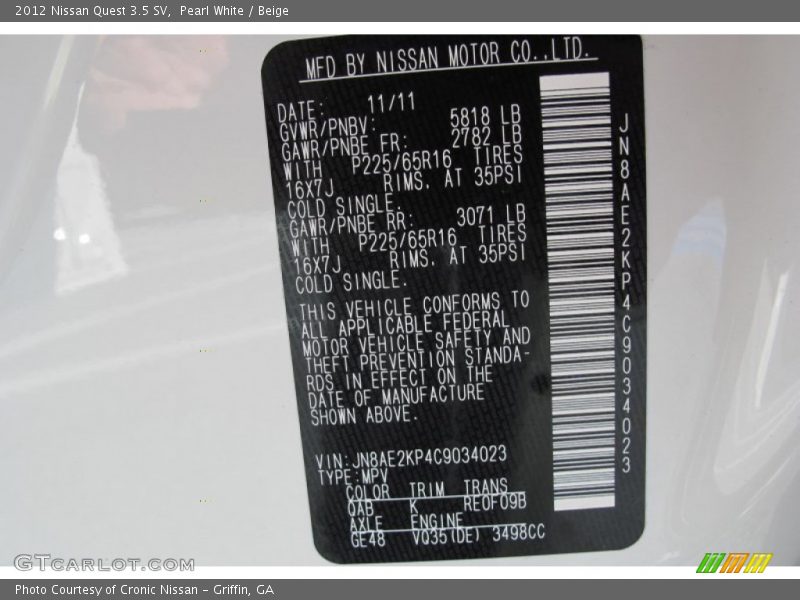 2012 Nissan Quest 3.5 SV, Pearl White / Beige
MFD BY NISSAN MOTOR CO.,LTD.
DATE: 11/11
GVWR/PNBV: 5818 LB
GAWR/PNBE FR: 2782 LB
WITH P225/65R16 TIRES
16X7J RIMS. AT 35PSI
COLD SINGLE.
GAWR/PNBE RR: 3071 LB
WITH P225/65R16 TIRES
16X7J RIMS. AT 35PSI
COLD SINGLE.
THIS VEHICLE CONFORMS TO
ALL APPLICABLE FEDERAL
MOTOR VEHICLE SAFETY AND
THEFT PREVENTION STANDA-
RDS IN EFFECT ON THE
DATE OF MANUFACTURE
SHOWN ABOVE.
VIN:JN8AE2KP4C9034023
TYPE:MPV
COLOR TRIM TRANS
QAB K RE0F09B
AXLE ENGINE
GE48 VQ35(DE) 3498CC
JN8AE2KP4C9034023
GTCARLOT.COM
Photo Courtesy of Cronic Nissan - Griffin, GA